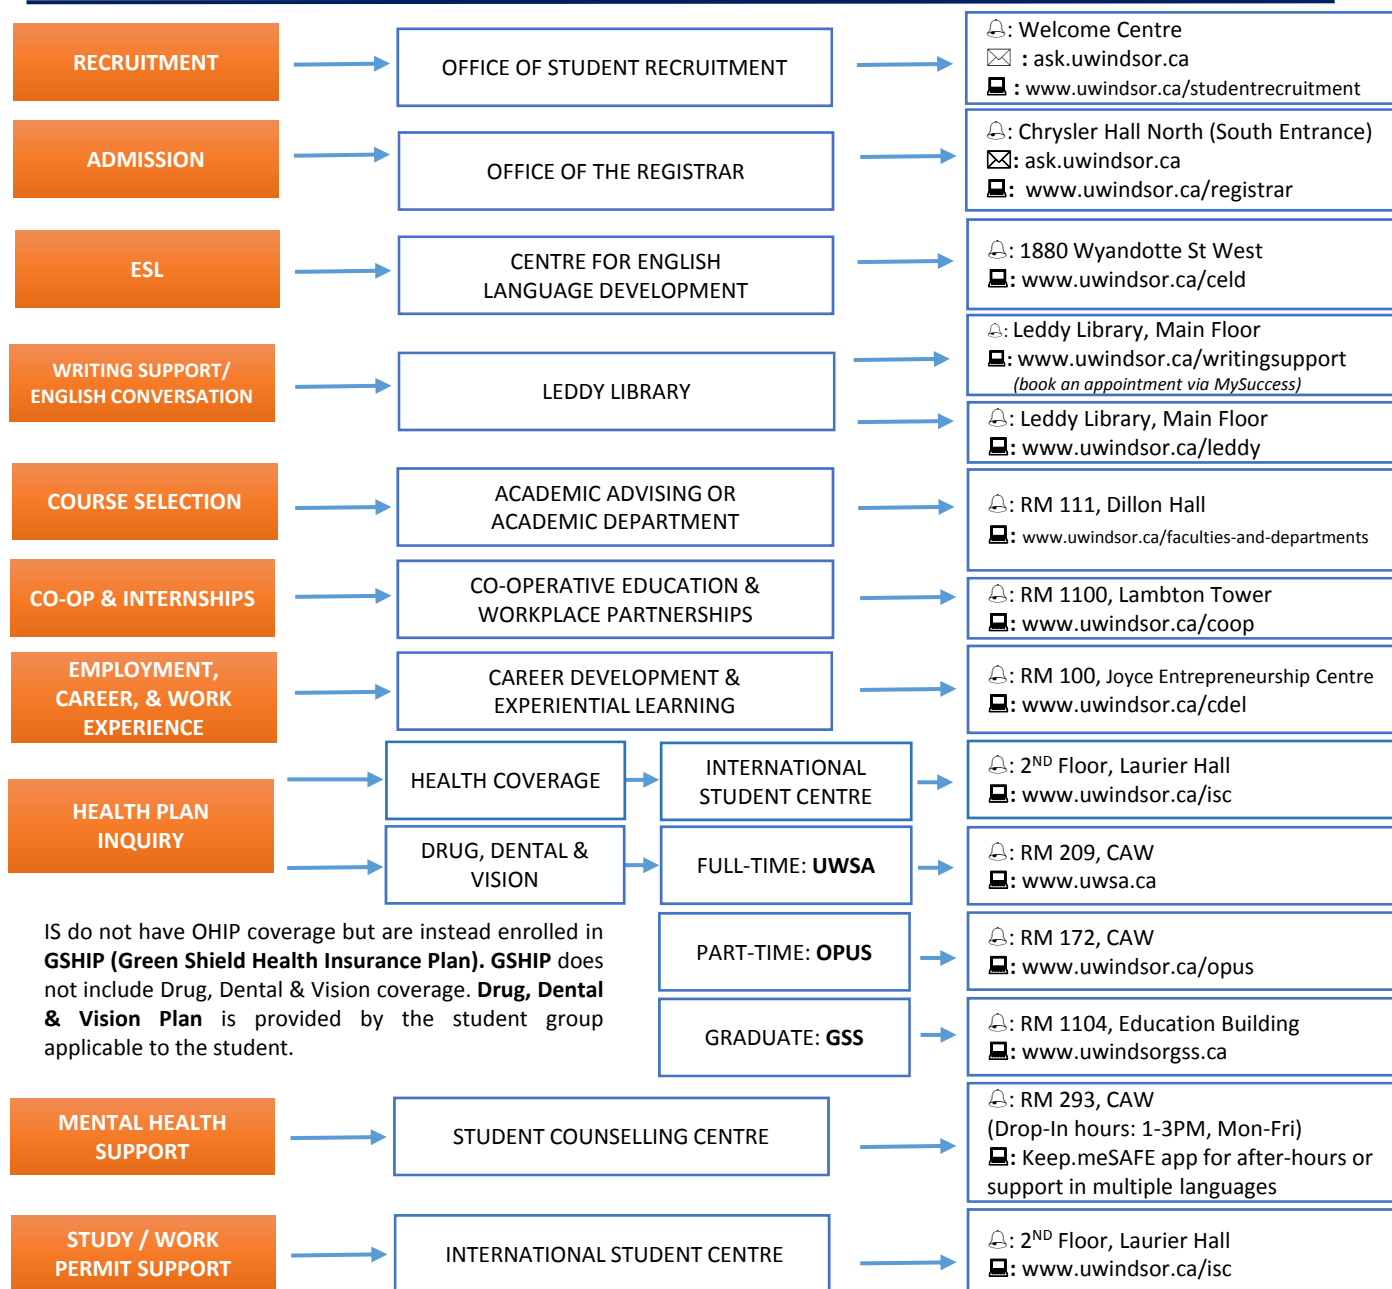 RECRUITMENT
OFFICE OF STUDENT RECRUITMENT
: Welcome Centre
: ask.uwindsor.ca
: www.uwindsor.ca/studentrecruitment
ADMISSION
OFFICE OF THE REGISTRAR
: Chrysler Hall North (South Entrance)
: ask.uwindsor.ca
: www.uwindsor.ca/registrar
ESL
CENTRE FOR ENGLISH
LANGUAGE DEVELOPMENT
: 1880 Wyandotte St West
: www.uwindsor.ca/celd
WRITING SUPPORT/
ENGLISH CONVERSATION
LEDDY LIBRARY
: Leddy Library, Main Floor
: www.uwindsor.ca/writingsupport
(book an appointment via MySuccess)
: Leddy Library, Main Floor
: www.uwindsor.ca/leddy
COURSE SELECTION
ACADEMIC ADVISING OR
ACADEMIC DEPARTMENT
: RM 111, Dillon Hall
: www.uwindsor.ca/faculties-and-departments
CO-OP & INTERNSHIPS
CO-OPERATIVE EDUCATION &
WORKPLACE PARTNERSHIPS
: RM 1100, Lambton Tower
: www.uwindsor.ca/coop
EMPLOYMENT,
CAREER, & WORK
EXPERIENCE
CAREER DEVELOPMENT &
EXPERIENTIAL LEARNING
: RM 100, Joyce Entrepreneurship Centre
: www.uwindsor.ca/cdel
HEALTH PLAN
INQUIRY
HEALTH COVERAGE
INTERNATIONAL
STUDENT CENTRE
: 2ND Floor, Laurier Hall
: www.uwindsor.ca/isc
DRUG, DENTAL &
VISION
FULL-TIME: UWSA
: RM 209, CAW
: www.uwsa.ca
PART-TIME: OPUS
: RM 172, CAW
: www.uwindsor.ca/opus
GRADUATE: GSS
: RM 1104, Education Building
: www.uwindsorgss.ca
IS do not have OHIP coverage but are instead enrolled in
GSHIP (Green Shield Health Insurance Plan). GSHIP does
not include Drug, Dental & Vision coverage. Drug, Dental
& Vision Plan is provided by the student group
applicable to the student.
MENTAL HEALTH
SUPPORT
STUDENT COUNSELLING CENTRE
: RM 293, CAW
(Drop-In hours: 1-3PM, Mon-Fri)
: Keep.meSAFE app for after-hours or
support in multiple languages
STUDY / WORK
PERMIT SUPPORT
INTERNATIONAL STUDENT CENTRE
: 2ND Floor, Laurier Hall
: www.uwindsor.ca/isc